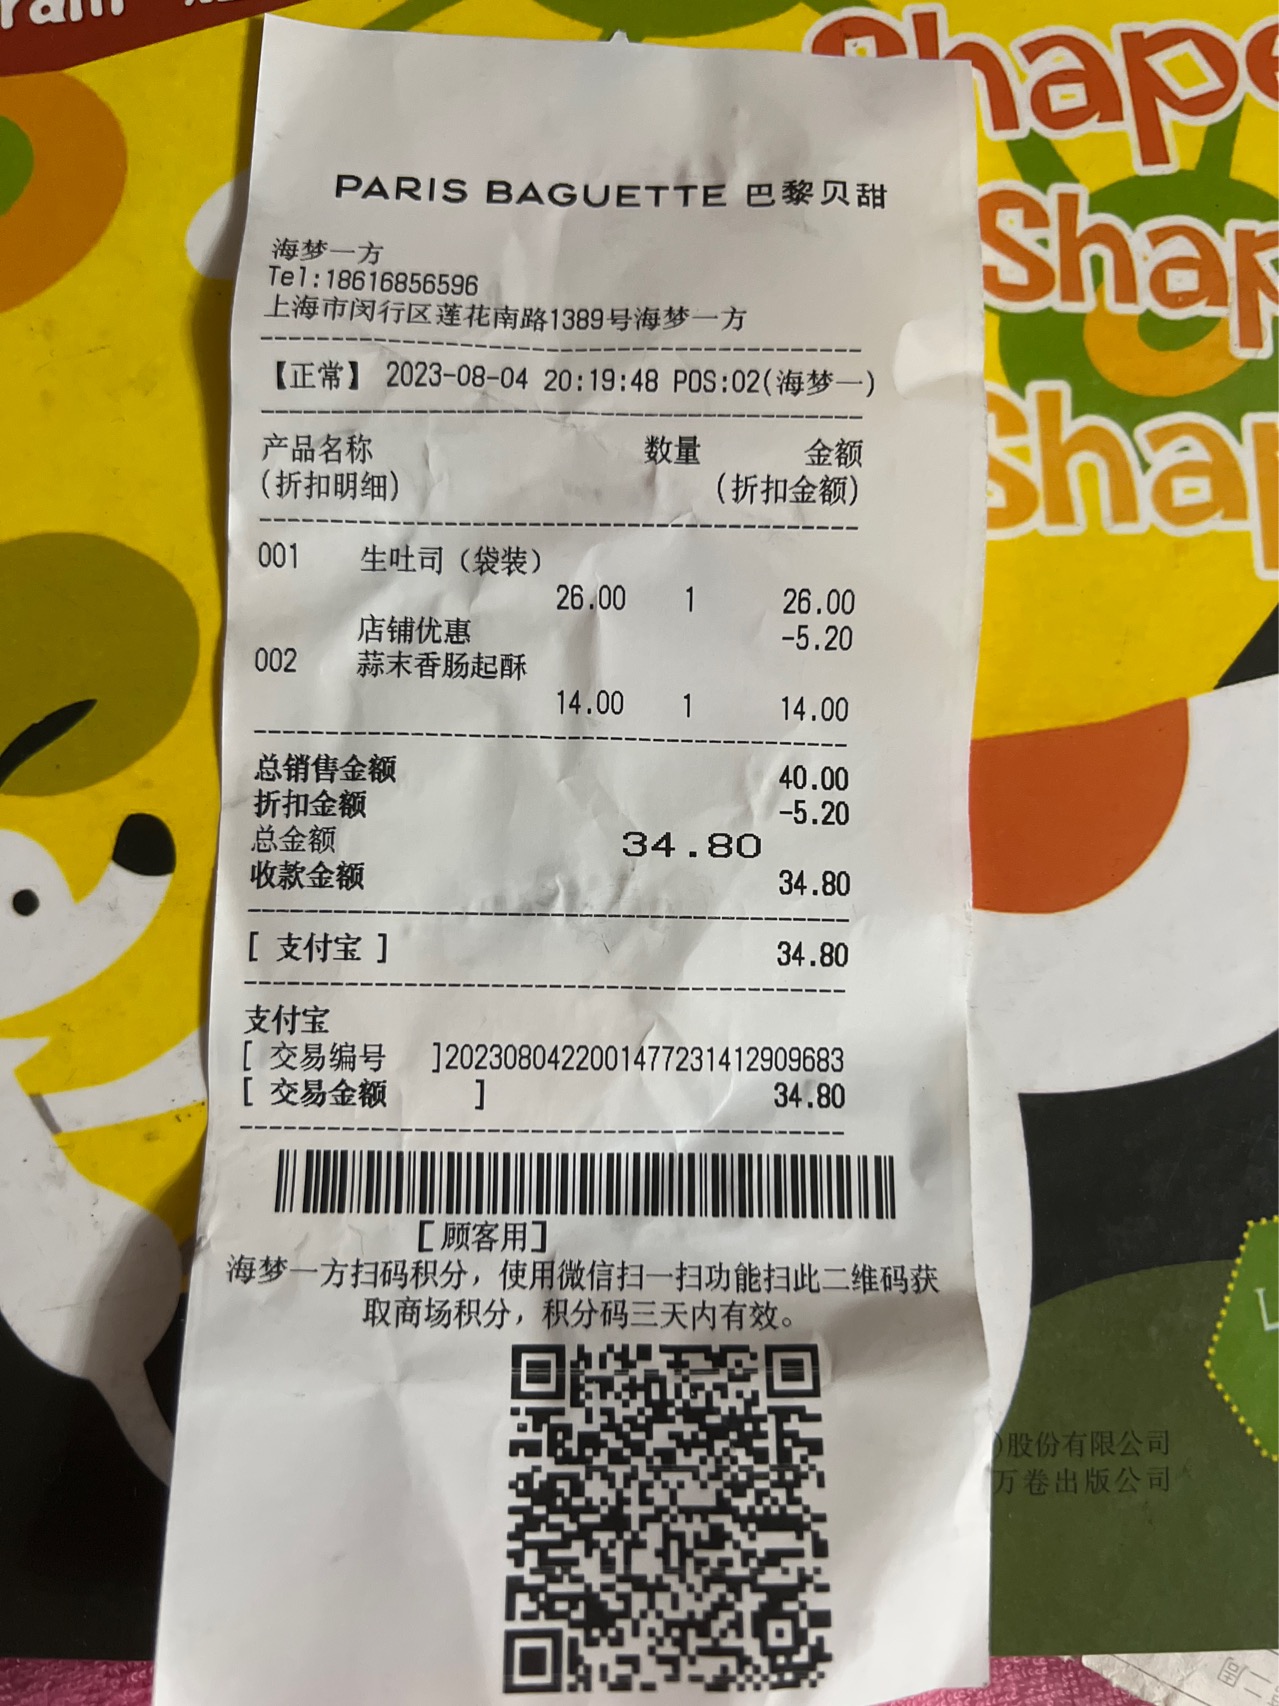 Shape
Shap
Shap
PARIS BAGUETTE 巴黎贝甜
海梦一方
Tel:18616856596
上海市闵行区莲花南路1389号海梦一方
【正常】 2023-08-04 20:19:48 POS:02(海梦一)
产品名称 数量 金额
(折扣明细) (折扣金额)
001 生吐司（袋装）
26.00 1 26.00
店铺优惠 -5.20
002 蒜末香肠起酥
14.00 1 14.00
总销售金额 40.00
折扣金额 -5.20
总金额 34.80
收款金额 34.80
[ 支付宝 ] 34.80
支付宝
[ 交易编号 ]2023080422001477231412909683
[ 交易金额 ] 34.80
[顾客用]
海梦一方扫码积分，使用微信扫一扫功能扫此二维码获
取商场积分，积分码三天内有效。
)股份有限公司
万卷出版公司